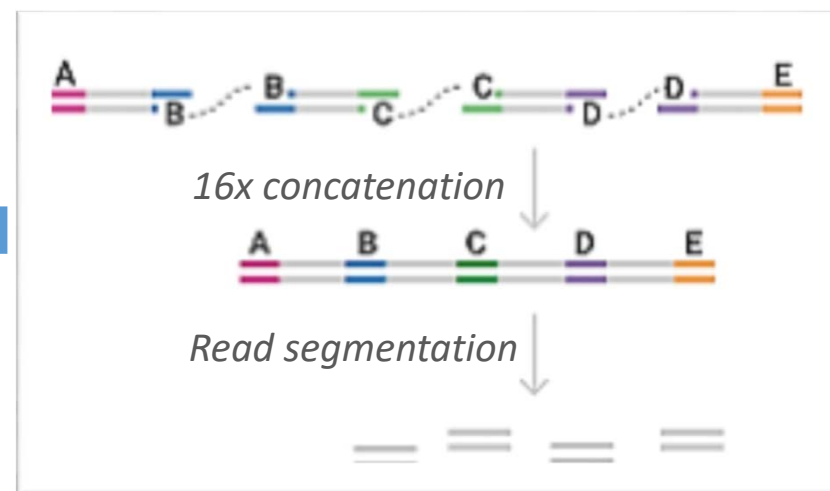 A B. C. D. E
B C D
16x concatenation
A B C D E
Read segmentation